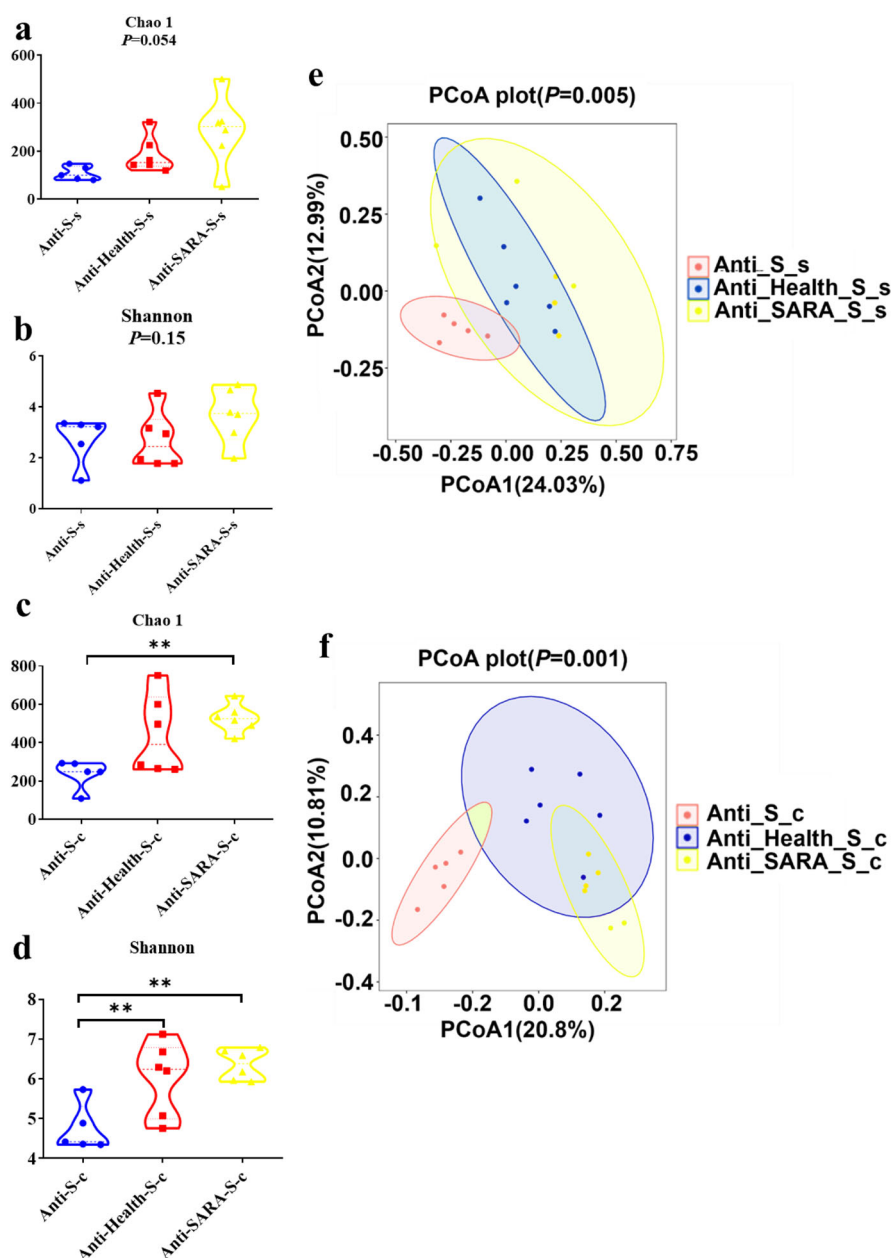 a
Chao 1
P=0.054
600
400
200
0
Anti-S-s
Anti-Health-S-s
Anti-SARA-S-s
b
Shannon
P=0.15
6
4
2
0
Anti-S-s
Anti-Health-S-s
Anti-SARA-S-s
c
Chao 1
**
800
600
400
200
0
Anti-S-c
Anti-Health-S-c
Anti-SARA-S-c
d
Shannon
**
**
8
7
6
5
4
Anti-S-c
Anti-Health-S-c
Anti-SARA-S-c
e
PCoA plot(P=0.005)
PCoA2(12.99%)
0.50
0.25
0.00
-0.25
-0.50 -0.25 0.00 0.25 0.50 0.75
PCoA1(24.03%)
Anti_S_s
Anti_Health_S_s
Anti_SARA_S_s
f
PCoA plot(P=0.001)
PCoA2(10.81%)
0.4
0.2
0.0
-0.2
-0.4
-0.1 -0.2 0.0 0.2
PCoA1(20.8%)
Anti_S_c
Anti_Health_S_c
Anti_SARA_S_c